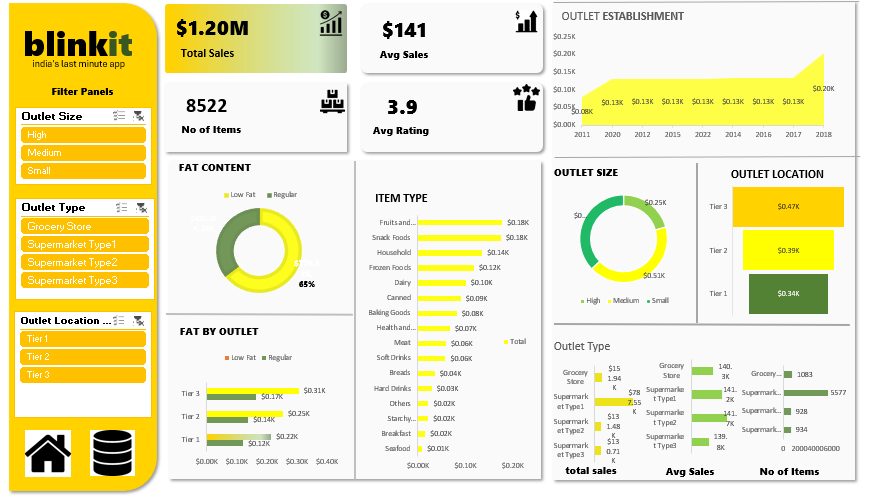 blinkit
india's last minute app
Filter Panels
Outlet Size
High
Medium
Small
Outlet Type
Grocery Store
Supermarket Type1
Supermarket Type2
Supermarket Type3
Outlet Location ...
Tier 1
Tier 2
Tier 3
$1.20M
Total Sales
$141
Avg Sales
8522
No of Items
3.9
Avg Rating
OUTLET ESTABLISHMENT
$0.25K
$0.20K
$0.15K
$0.10K
$0.05K
$0.00K
$0.08K
$0.13K
$0.13K
$0.13K
$0.13K
$0.13K
$0.13K
$0.20K
2011 2020 2012 2015 2022 2014 2016 2017 2018
FAT CONTENT
Low Fat Regular
65%
FAT BY OUTLET
Low Fat Regular
Tier 3 $0.31K
$0.17K
Tier 2 $0.25K
$0.14K
Tier 1 $0.22K
$0.12K
$0.00K $0.10K $0.20K $0.30K $0.40K
ITEM TYPE
Fruits and... $0.18K
Snack Foods $0.18K
Household $0.14K
Frozen Foods $0.12K
Dairy $0.10K
Canned $0.09K
Baking Goods $0.08K
Health and... $0.07K
Meat $0.06K
Soft Drinks $0.06K
Breads $0.04K
Hard Drinks $0.03K
Others $0.02K
Starchy... $0.02K
Breakfast $0.02K
Seafood $0.01K
Total
$0.00K $0.10K $0.20K
OUTLET SIZE
$0.25K
$0...
$0.51K
High Medium Small
OUTLET LOCATION
Tier 3 $0.47K
Tier 2 $0.39K
Tier 1 $0.34K
Outlet Type
Grocery Store
$15 1.94 K
Supermarket Type1
$78 7.55 K
Supermarket Type2
$13 1.48 K
Supermarket Type3
$13 0.71 K
total sales
Grocery Store
140.3K
Supermarket Type1
141.2K
Supermarket Type2
141.7K
Supermarket Type3
139.8K
Avg Sales
Grocery... 1083
Supermark... 5577
Supermark... 928
Supermark... 934
0 200040006000
No of Items